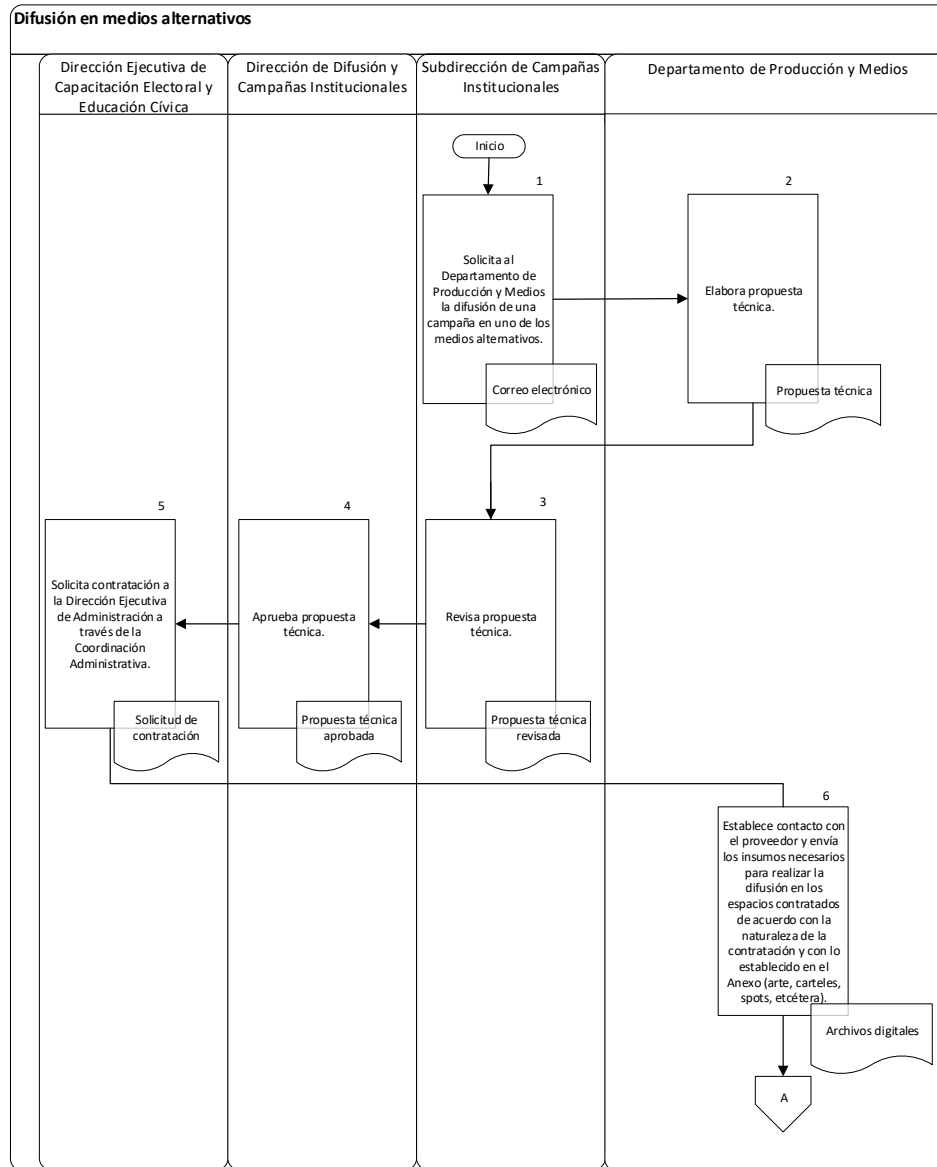 Difusión en medios alternativos
Dirección Ejecutiva de
Capacitación Electoral y
Educación Cívica
Dirección de Difusión y
Campañas Institucionales
Subdirección de Campañas
Institucionales
Departamento de Producción y Medios
Inicio
1
Solicita al
Departamento de
Producción y Medios
la difusión de una
campaña en uno de los
medios alternativos.
Correo electrónico
2
Elabora propuesta
técnica.
Propuesta técnica
3
Revisa propuesta
técnica.
Propuesta técnica
revisada
4
Aprueba propuesta
técnica.
Propuesta técnica
aprobada
5
Solicita contratación a
la Dirección Ejecutiva
de Administración a
través de la
Coordinación
Administrativa.
Solicitud de
contratación
6
Establece contacto con
el proveedor y envía
los insumos necesarios
para realizar la
difusión en los
espacios contratados
de acuerdo con la
naturaleza de la
contratación y con lo
establecido en el
Anexo (arte, carteles,
spots, etcétera).
Archivos digitales
A